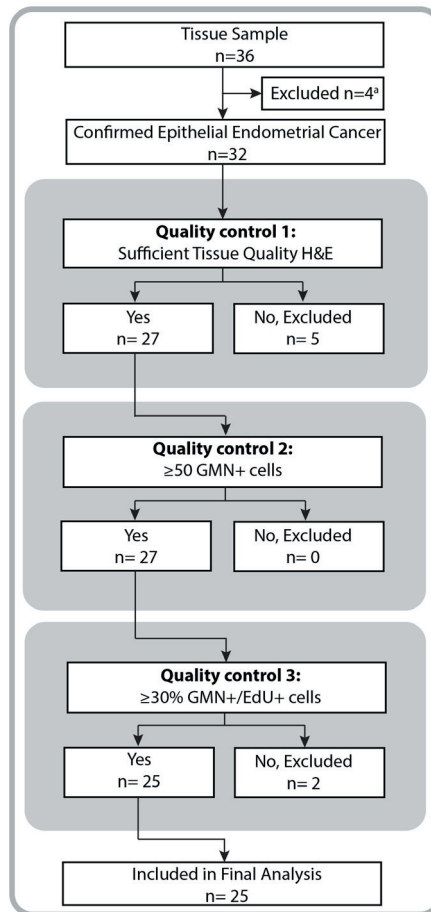 Tissue Sample
n=36
Excluded n=4ª
Confirmed Epithelial Endometrial Cancer
n=32
Quality control 1:
Sufficient Tissue Quality H&E
Yes
n= 27
No, Excluded
n= 5
Quality control 2:
≥50 GMN+ cells
Yes
n= 27
No, Excluded
n= 0
Quality control 3:
≥30% GMN+/EdU+ cells
Yes
n= 25
No, Excluded
n= 2
Included in Final Analysis
n= 25